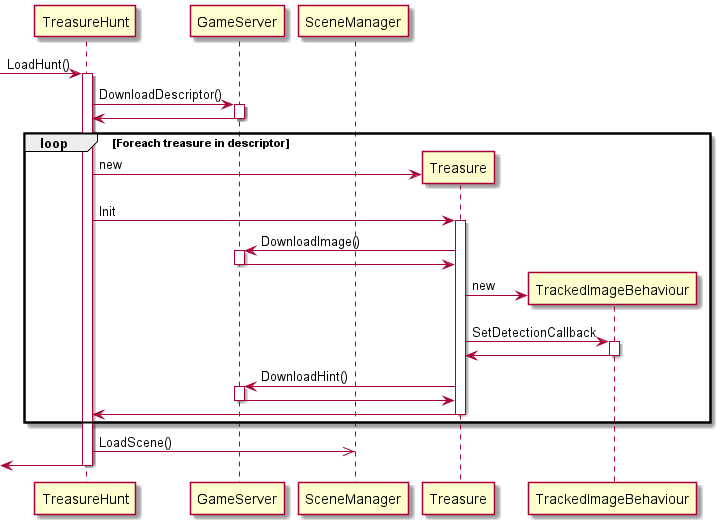 TreasureHunt GameServer SceneManager
LoadHunt()
DownloadDescriptor()
loop [Foreach treasure in descriptor]
new
Treasure
Init
DownloadImage()
new
TrackedImageBehaviour
SetDetectionCallback
DownloadHint()
LoadScene()
TreasureHunt GameServer SceneManager Treasure TrackedImageBehaviour